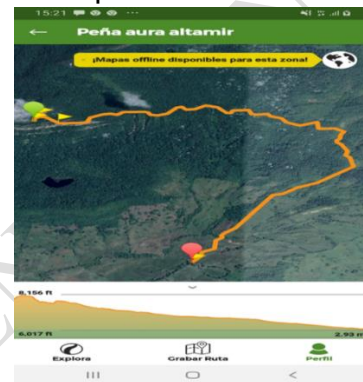 15:21
Peña aura altamir
¡Mapas offline disponibles para esta zona!
8,156 ft
6,017 ft
2.93 m
Explora
Grabar Ruta
Perfil